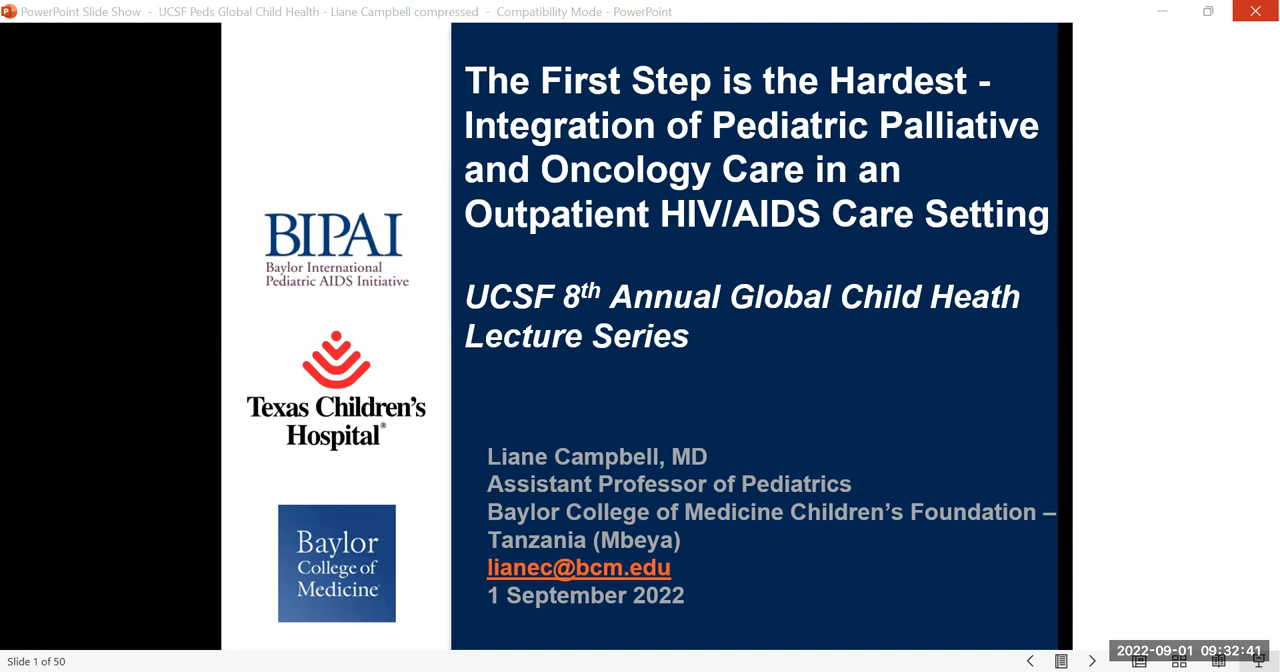 PowerPoint Slide Show - UCSF Peds Global Child Health - Liane Campbell compressed - Compatibility Mode - PowerPoint
The First Step is the Hardest -
Integration of Pediatric Palliative
and Oncology Care in an
Outpatient HIV/AIDS Care Setting
UCSF 8th Annual Global Child Heath
Lecture Series
BIPAI
Baylor International
Pediatric AIDS Initiative
Texas Children's
Hospital®
Baylor
College of
Medicine
Liane Campbell, MD
Assistant Professor of Pediatrics
Baylor College of Medicine Children's Foundation –
Tanzania (Mbeya)
lianec@bcm.edu
1 September 2022
Slide 1 of 50
2022-09-01 09:32:41